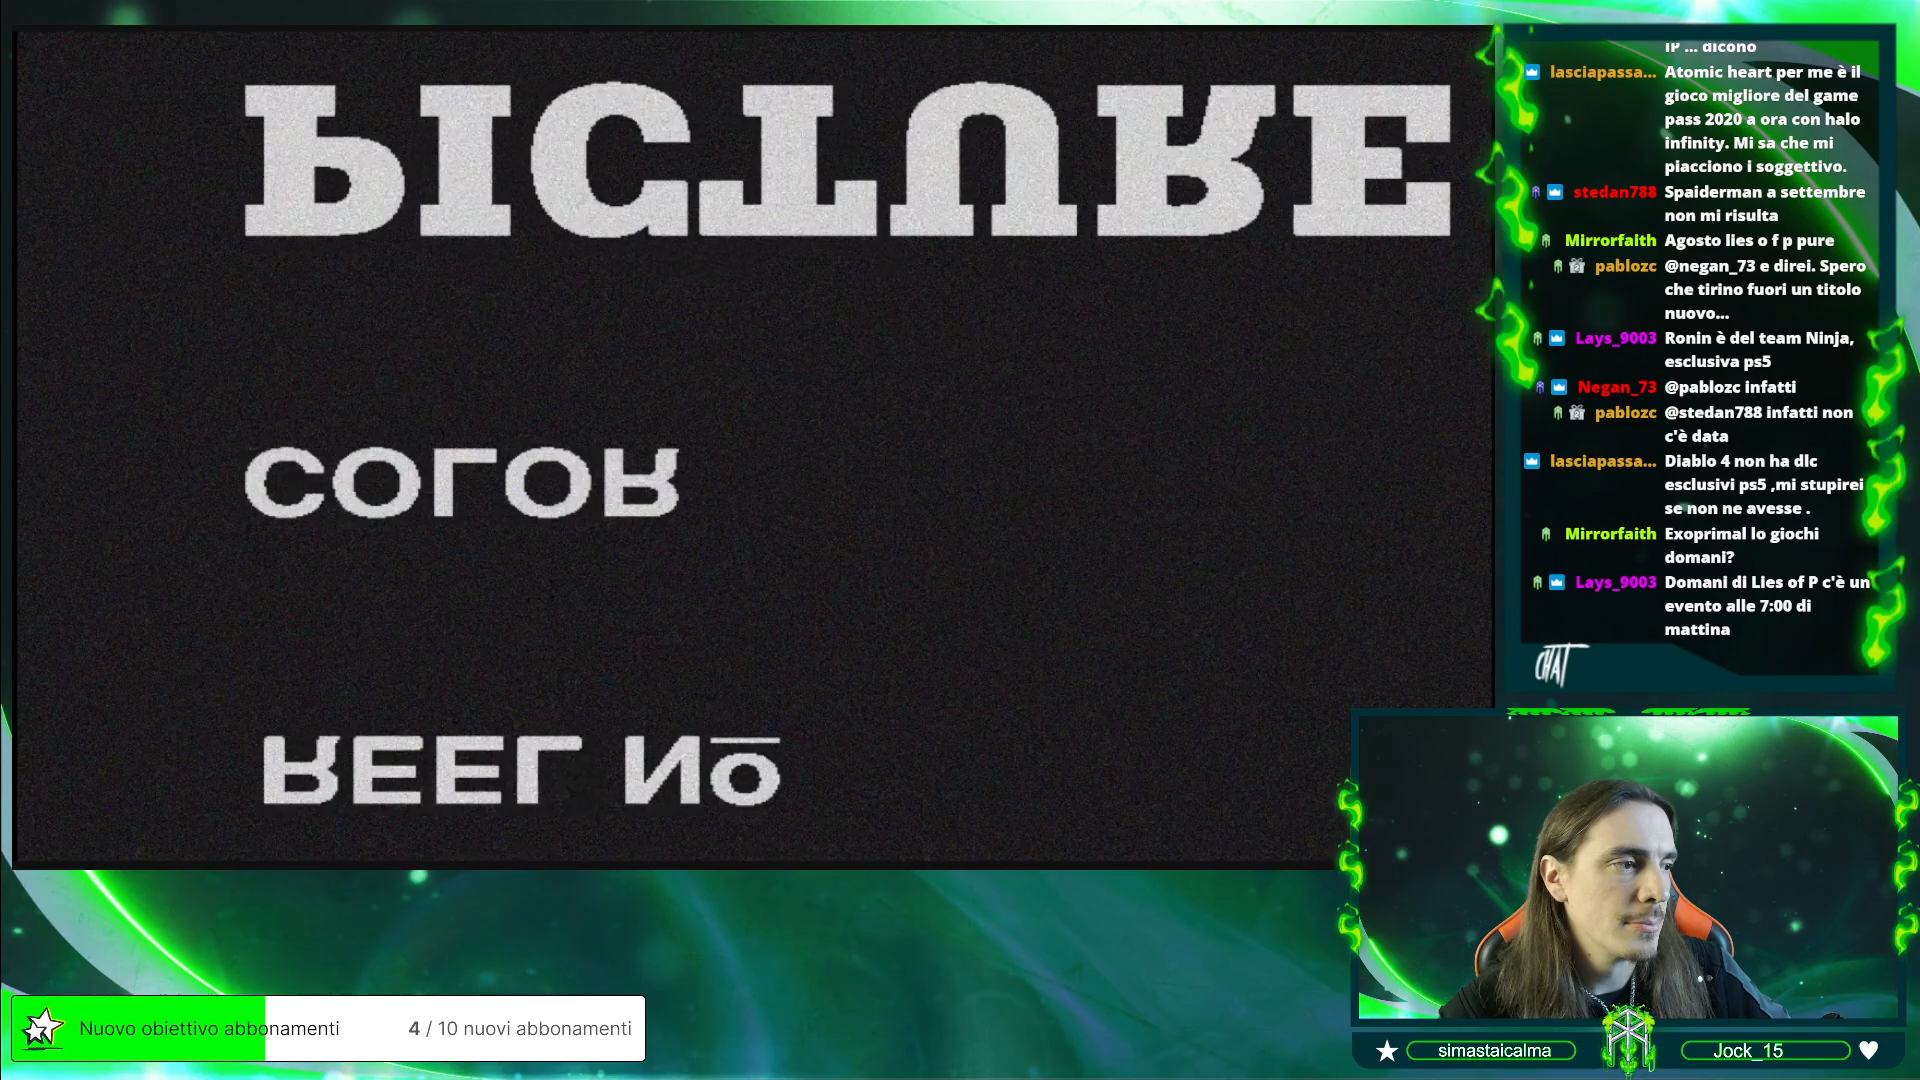 PICTURE
COLOR
REEL No
IP ... dicono
lasciapassa... Atomic heart per me è il
gioco migliore del game
pass 2020 a ora con halo
infinity. Mi sa che mi
piacciono i soggettivo.
stedan788 Spaiderman a settembre
non mi risulta
Mirrorfaith Agosto lies o f p pure
pablozc @negan_73 e direi. Spero
che tirino fuori un titolo
nuovo...
Lays_9003 Ronin è del team Ninja,
esclusiva ps5
Negan_73 @pablozc infatti
pablozc @stedan788 infatti non
c'è data
lasciapassa... Diablo 4 non ha dlc
esclusivi ps5 ,mi stupirei
se non ne avesse .
Mirrorfaith Exoprimal lo giochi
domani?
Lays_9003 Domani di Lies of P c'è un
evento alle 7:00 di
mattina
CHAT
Nuovo obiettivo abbonamenti 4 / 10 nuovi abbonamenti
simastaicalma Jock_15